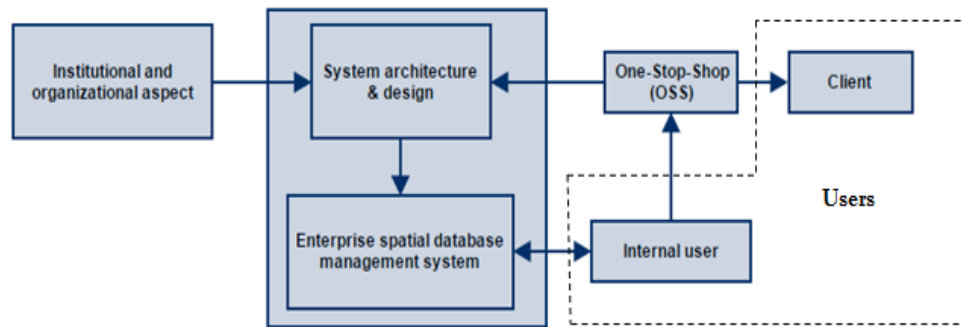 Institutional and
organizational aspect
System architecture
& design
One-Stop-Shop
(OSS)
Client
Users
Enterprise spatial database
management system
Internal user